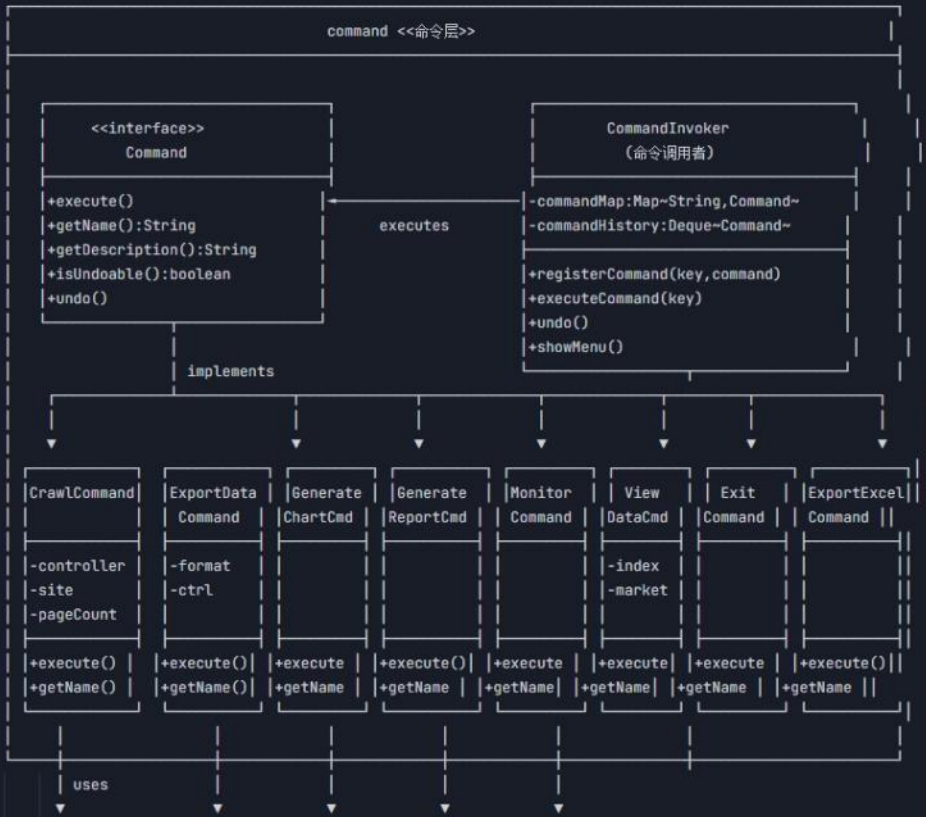 command <<命令层>>
<<interface>>
Command
+execute()
+getName():String
+getDescription():String
+isUndoable():boolean
+undo()
executes
CommandInvoker
(命令调用者)
-commandMap:Map~String,Command~
-commandHistory:Deque~Command~
+registerCommand(key,command)
+executeCommand(key)
+undo()
+showMenu()
implements
CrawlCommand
-controller
-site
-pageCount
+execute()
+getName()
ExportData
Command
-format
-ctrl
+execute()
+getName()
Generate
ChartCmd
+execute
+getName
Generate
ReportCmd
+execute()
+getName
Monitor
Command
+execute
+getName
View
DataCmd
-index
-market
+execute
+getName
Exit
Command
+execute
+getName
ExportExcel
Command
+execute()
+getName
uses